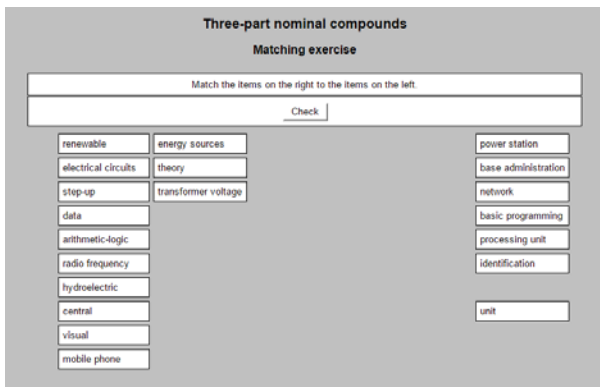 Three-part nominal compounds
Matching exercise
Match the items on the right to the items on the left.
Check
renewable energy sources power station
electrical circuits theory base administration
step-up transformer voltage network
data basic programming
arithmetic-logic processing unit
radio frequency identification
hydroelectric
central unit
visual
mobile phone